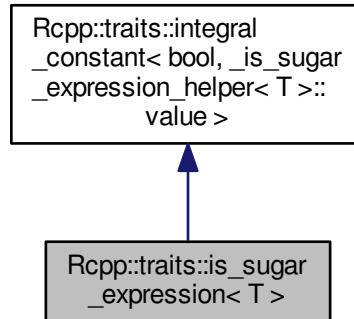 Rcpp::traits::integral
_constant< bool, _is_sugar
_expression_helper< T >::
value >
Rcpp::traits::is_sugar
_expression< T >